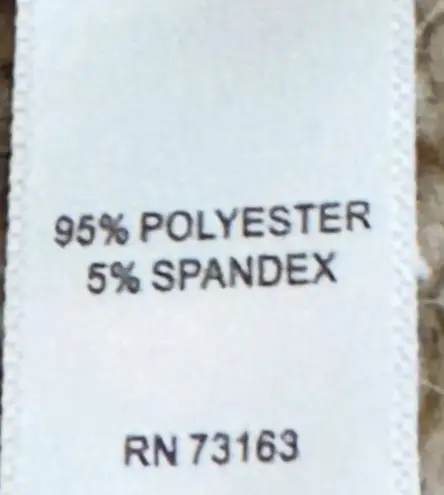 95% POLYESTER
5% SPANDEX
RN 73163